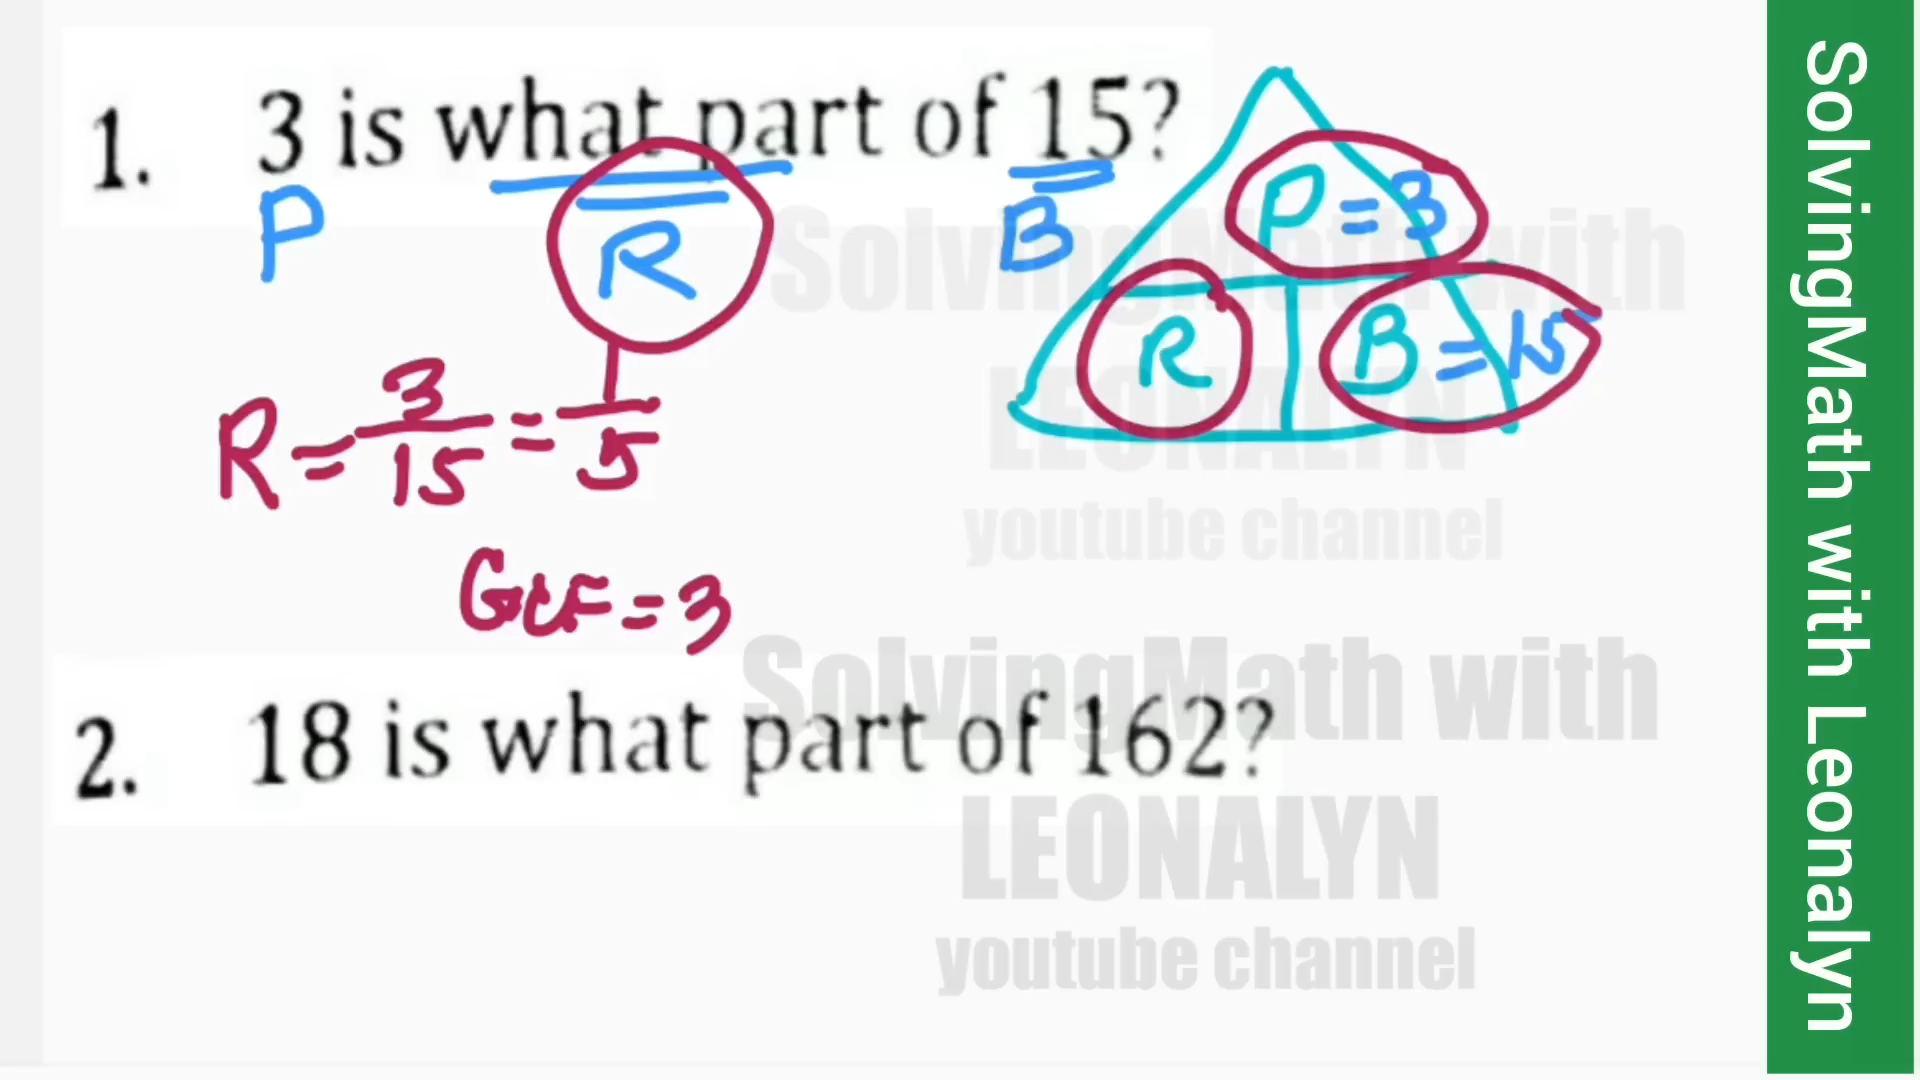 1. 3 is what part of 15?
P R B
P = 3
R B = 15
R = 3/15 = 1/5
GCF = 3
2. 18 is what part of 162?
SolvingMath with
LEONALYN
youtube channel
SolvingMath with
LEONALYN
youtube channel
SolvingMath with Leonalyn